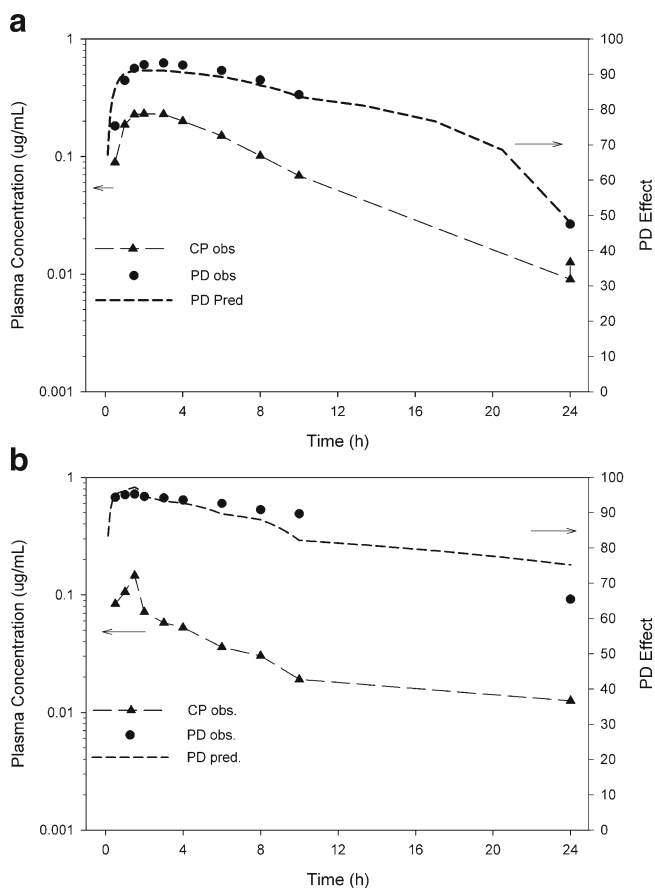 a
Plasma Concentration (ug/mL)
1
0.1
0.01
0.001
CP obs
PD obs
PD Pred
100
90
80
70
60
50
40
30
20
10
0
PD Effect
0 4 8 12 16 20 24
Time (h)
b
Plasma Concentration (ug/mL)
1
0.1
0.01
0.001
CP obs.
PD obs.
PD pred.
100
90
80
70
60
50
40
30
20
10
0
PD Effect
0 4 8 12 16 20 24
Time (h)